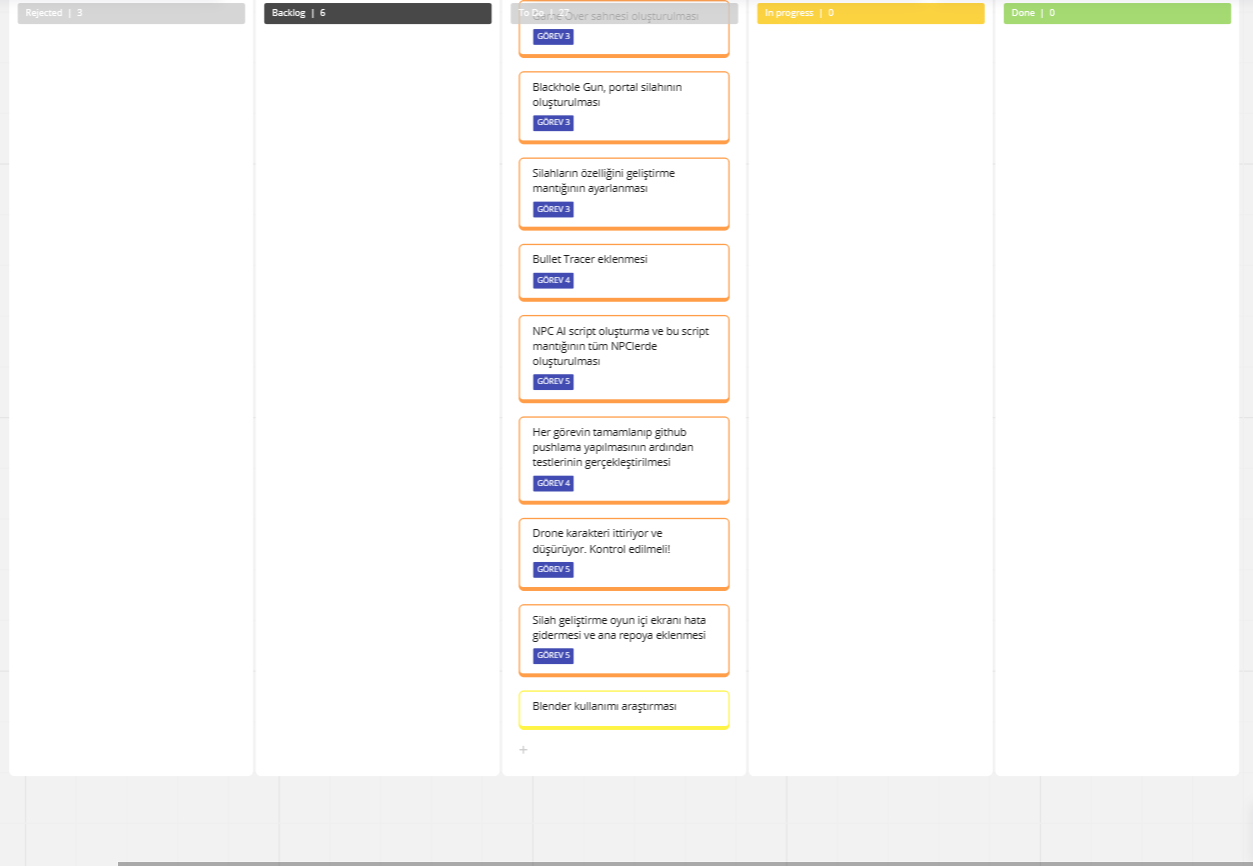 Rejected | 3
Backlog | 6
To Do | 27
In progress | 0
Done | 0
Game Over sahnesi oluşturulması
GÖREV 3
Blackhole Gun, portal silahının
oluşturulması
GÖREV 3
Silahların özelliğini geliştirme
mantığının ayarlanması
GÖREV 3
Bullet Tracer eklenmesi
GÖREV 4
NPC AI script oluşturma ve bu script
mantığının tüm NPClerde
oluşturulması
GÖREV 5
Her görevin tamamlanıp github
pushlama yapılmasının ardından
testlerinin gerçekleştirilmesi
GÖREV 4
Drone karakteri ittiriyor ve
düşürüyor. Kontrol edilmeli!
GÖREV 5
Silah geliştirme oyun içi ekranı hata
gidermesi ve ana repoya eklenmesi
GÖREV 5
Blender kullanımı araştırması
+